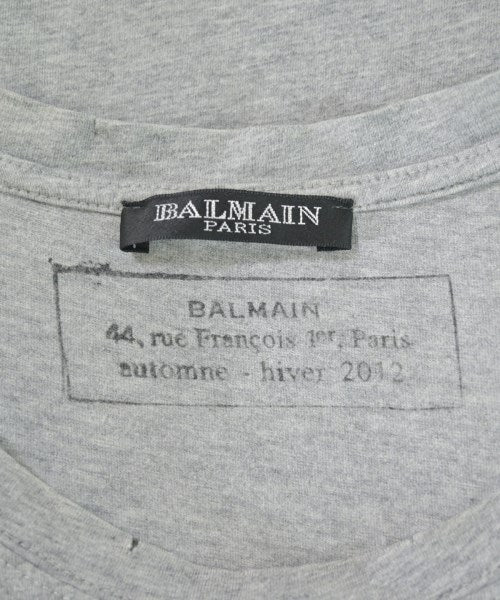 BALMAIN
PARIS
BALMAIN
44, rue François 1er, Paris
automne - hiver 2012